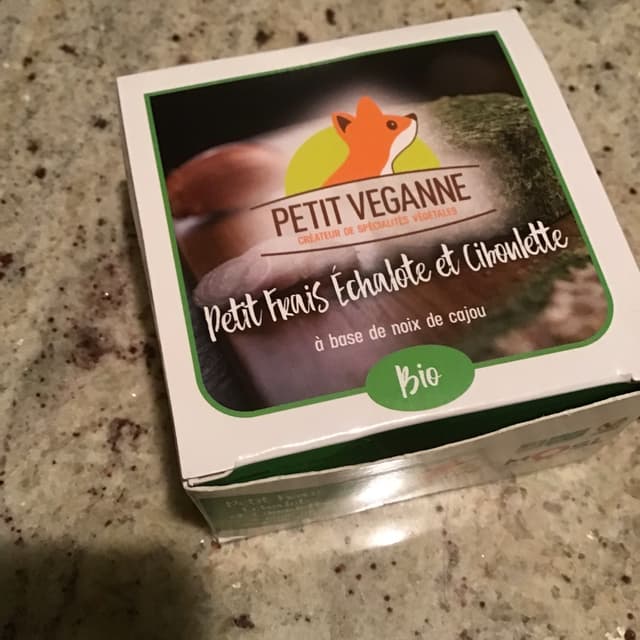 PETIT VEGANNE
CRÉATEUR DE SPÉCIALITÉS VÉGÉTALES
Petit Frais Échalote et Ciboulette
à base de noix de cajou
Bio